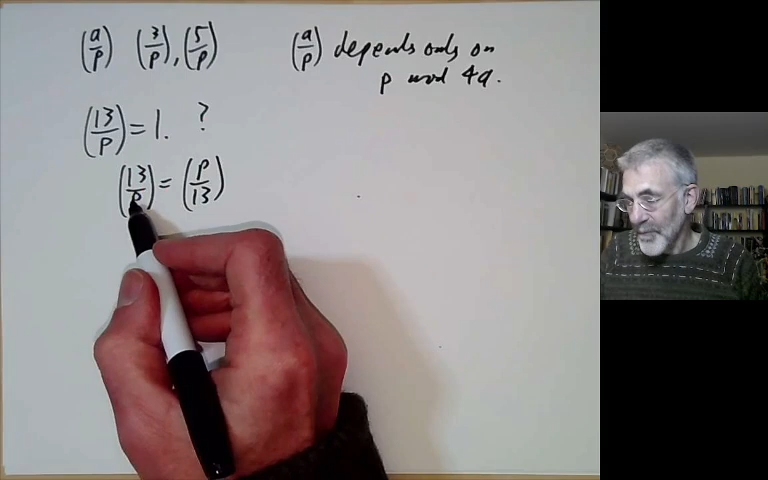 (a/p) (3/p), (5/p)
(a/p) depends only on
p mod 4a.
(13/p) = 1. ?
(13/p) = (p/13)